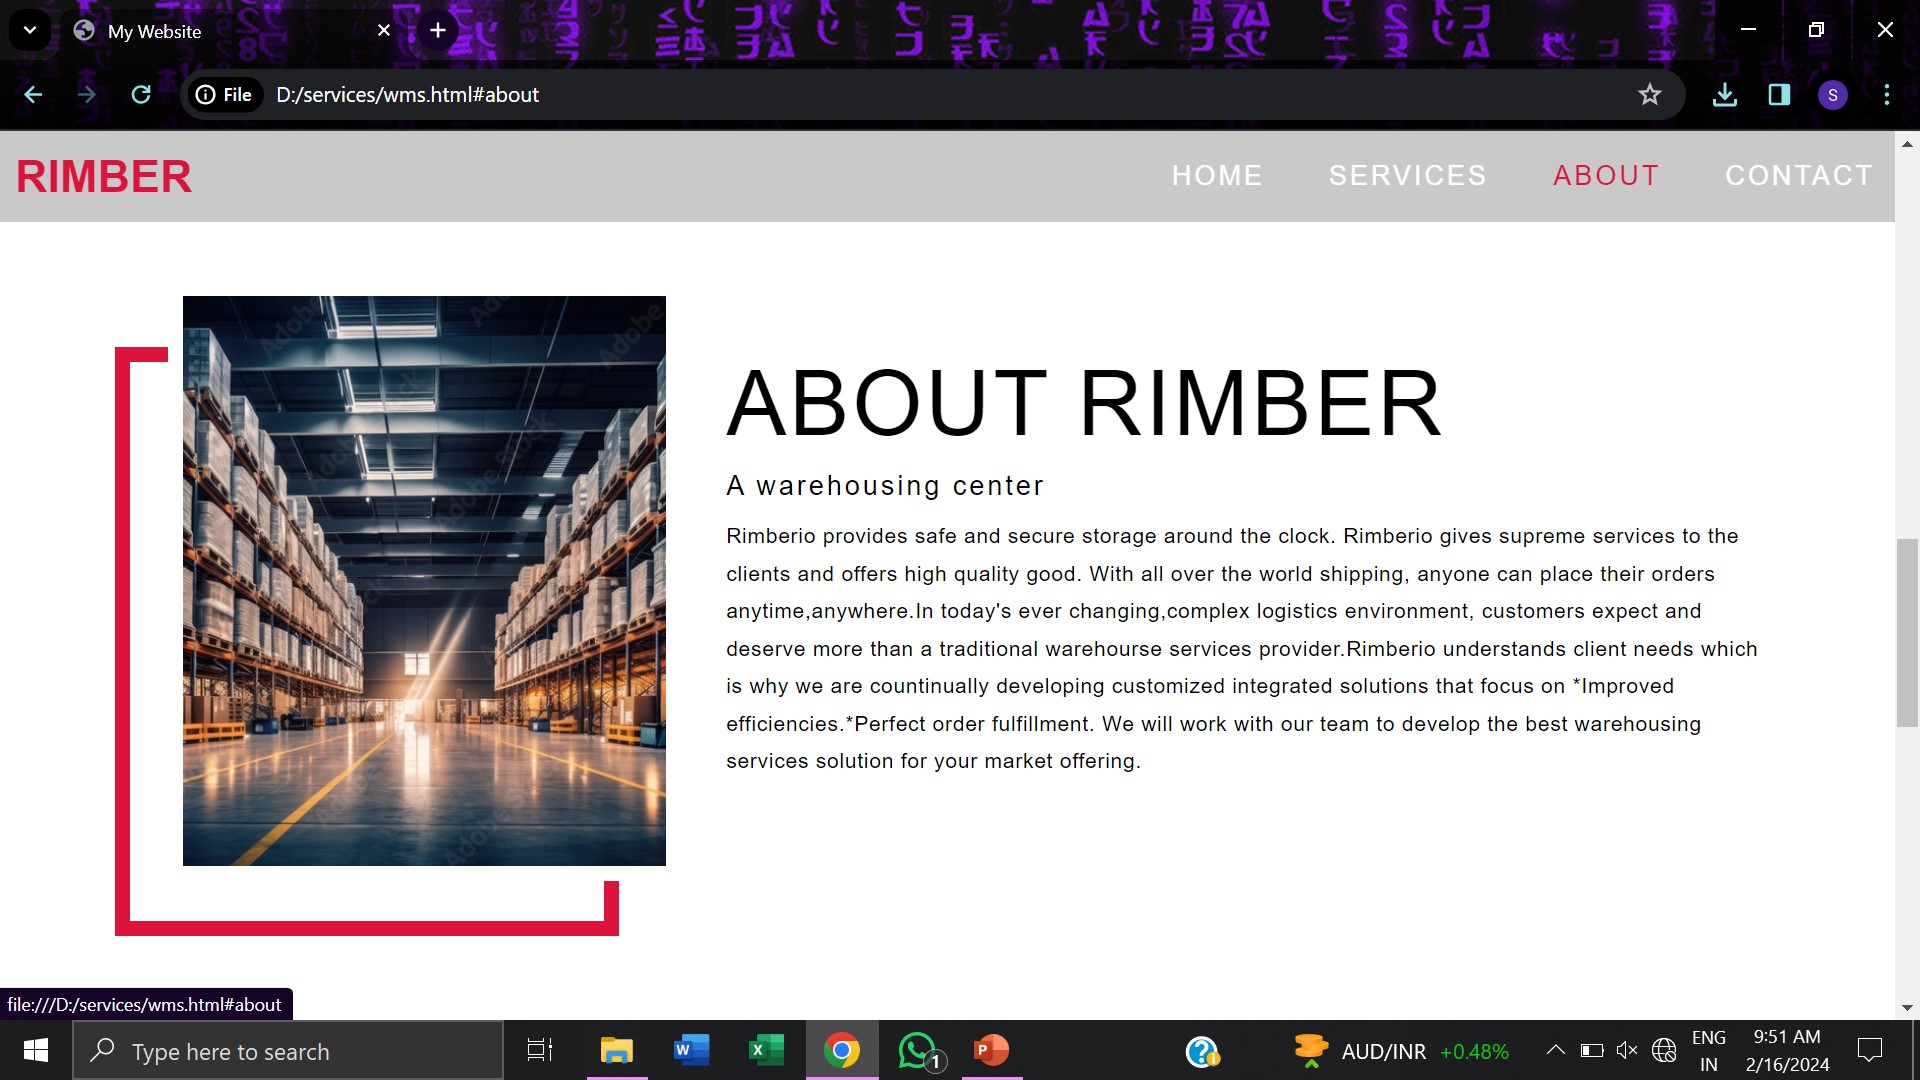 My Website
File D:/services/wms.html#about
RIMBER HOME SERVICES ABOUT CONTACT
ABOUT RIMBER
A warehousing center
Rimberio provides safe and secure storage around the clock. Rimberio gives supreme services to the
clients and offers high quality good. With all over the world shipping, anyone can place their orders
anytime,anywhere.In today's ever changing,complex logistics environment, customers expect and
deserve more than a traditional warehourse services provider.Rimberio understands client needs which
is why we are countinually developing customized integrated solutions that focus on *Improved
efficiencies.*Perfect order fulfillment. We will work with our team to develop the best warehousing
services solution for your market offering.
file:///D:/services/wms.html#about
Type here to search
1
AUD/INR +0.48%
ENG
IN
9:51 AM
2/16/2024